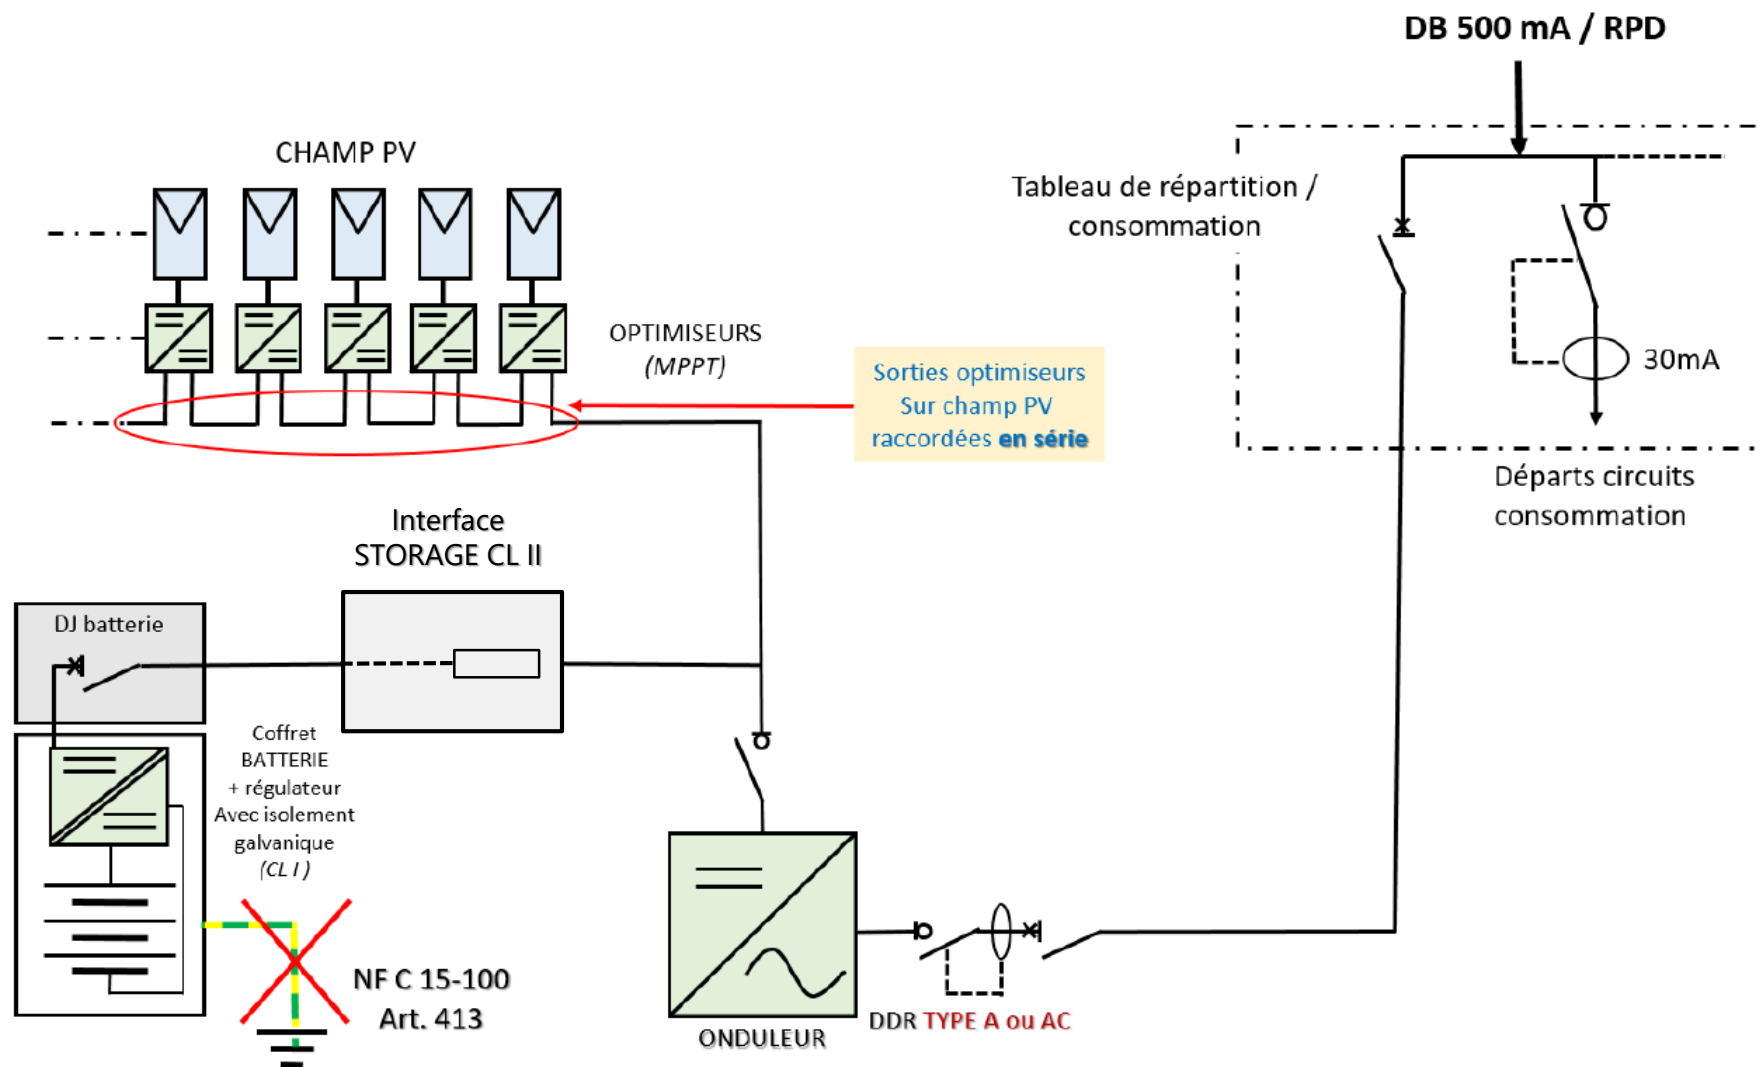 DB 500 mA / RPD
CHAMP PV
Tableau de répartition /
consommation
OPTIMISEURS
(MPPT)
Sorties optimiseurs
Sur champ PV
raccordées en série
30mA
Départs circuits
consommation
Interface
STORAGE CL II
DJ batterie
Coffret
BATTERIE
+ régulateur
Avec isolement
galvanique
(CL I)
NF C 15-100
Art. 413
ONDULEUR
DDR TYPE A ou AC